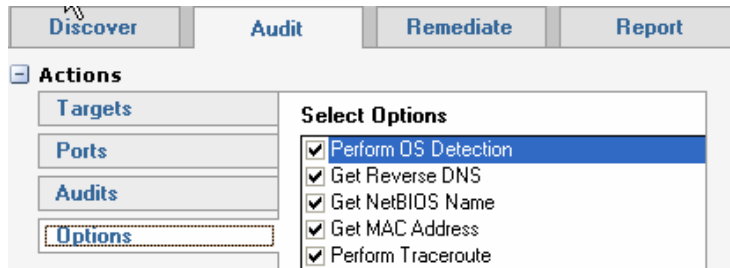 Discover Audit Remediate Report
Actions
Targets
Ports
Audits
Options
Select Options
Perform OS Detection
Get Reverse DNS
Get NetBIOS Name
Get MAC Address
Perform Traceroute